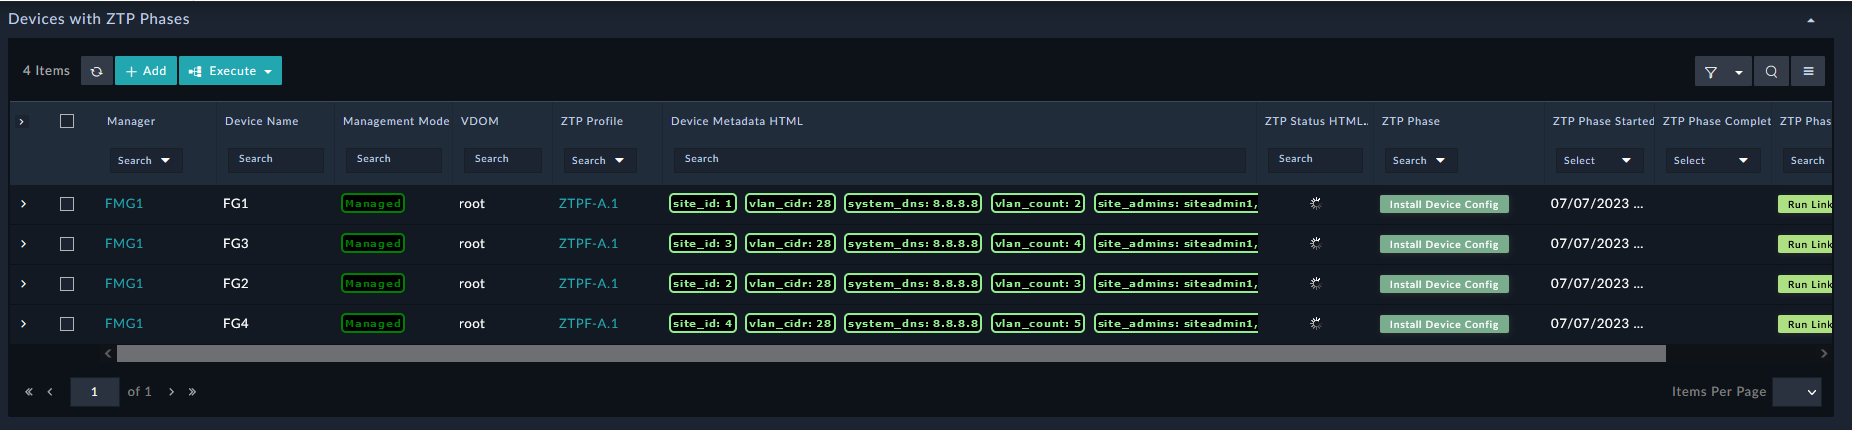 Devices with ZTP Phases
4 Items + Add Execute
Manager Device Name Management Mode VDOM ZTP Profile Device Metadata HTML ZTP Status HTML.. ZTP Phase ZTP Phase Started ZTP Phase Complet ZTP Phas
Search Search Search Search Search Search Search Search Select Select Search
FMG1 FG1 Managed root ZTPF-A.1 site_id: 1 vlan_cidr: 28 system_dns: 8.8.8.8 vlan_count: 2 site_admins: siteadmin1, Install Device Config 07/07/2023 ... Run Link
FMG1 FG3 Managed root ZTPF-A.1 site_id: 3 vlan_cidr: 28 system_dns: 8.8.8.8 vlan_count: 4 site_admins: siteadmin1, Install Device Config 07/07/2023 ... Run Link
FMG1 FG2 Managed root ZTPF-A.1 site_id: 2 vlan_cidr: 28 system_dns: 8.8.8.8 vlan_count: 3 site_admins: siteadmin1, Install Device Config 07/07/2023 ... Run Link
FMG1 FG4 Managed root ZTPF-A.1 site_id: 4 vlan_cidr: 28 system_dns: 8.8.8.8 vlan_count: 5 site_admins: siteadmin1, Install Device Config 07/07/2023 ... Run Link
« ‹ 1 of 1 › » Items Per Page